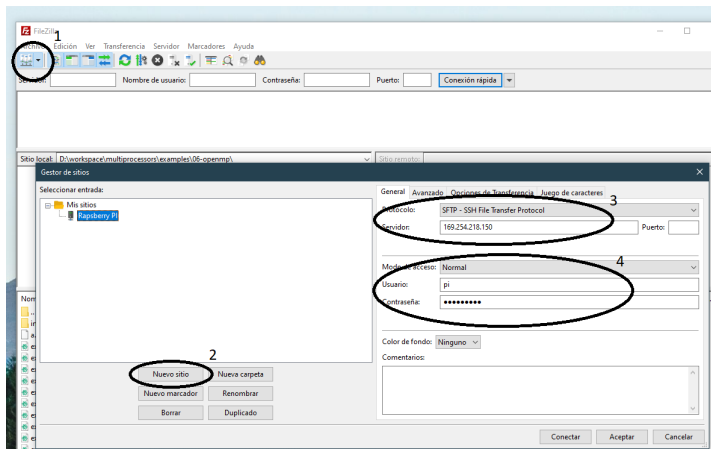 FileZilla
1
Archivo Edición Ver Transferencia Servidor Marcadores Ayuda
Servidor: Nombre de usuario: Contraseña: Puerto: Conexión rápida
Sitio local: D:\workspace\multiprocessors\examples\06-openmp\ Sitio remoto:
Gestor de sitios
Seleccionar entrada:
Mis sitios
Rapsberry PI
General Avanzado Opciones de Transferencia Juego de caracteres
3
Protocolo: SFTP - SSH File Transfer Protocol
Servidor: 169.254.218.150 Puerto:
4
Modo de acceso: Normal
Usuario: pi
Contraseña: ●●●●●●●●●
Color de fondo: Ninguno
Comentarios:
2
Nuevo sitio Nueva carpeta
Nuevo marcador Renombrar
Borrar Duplicado
Conectar Aceptar Cancelar
Nom
..